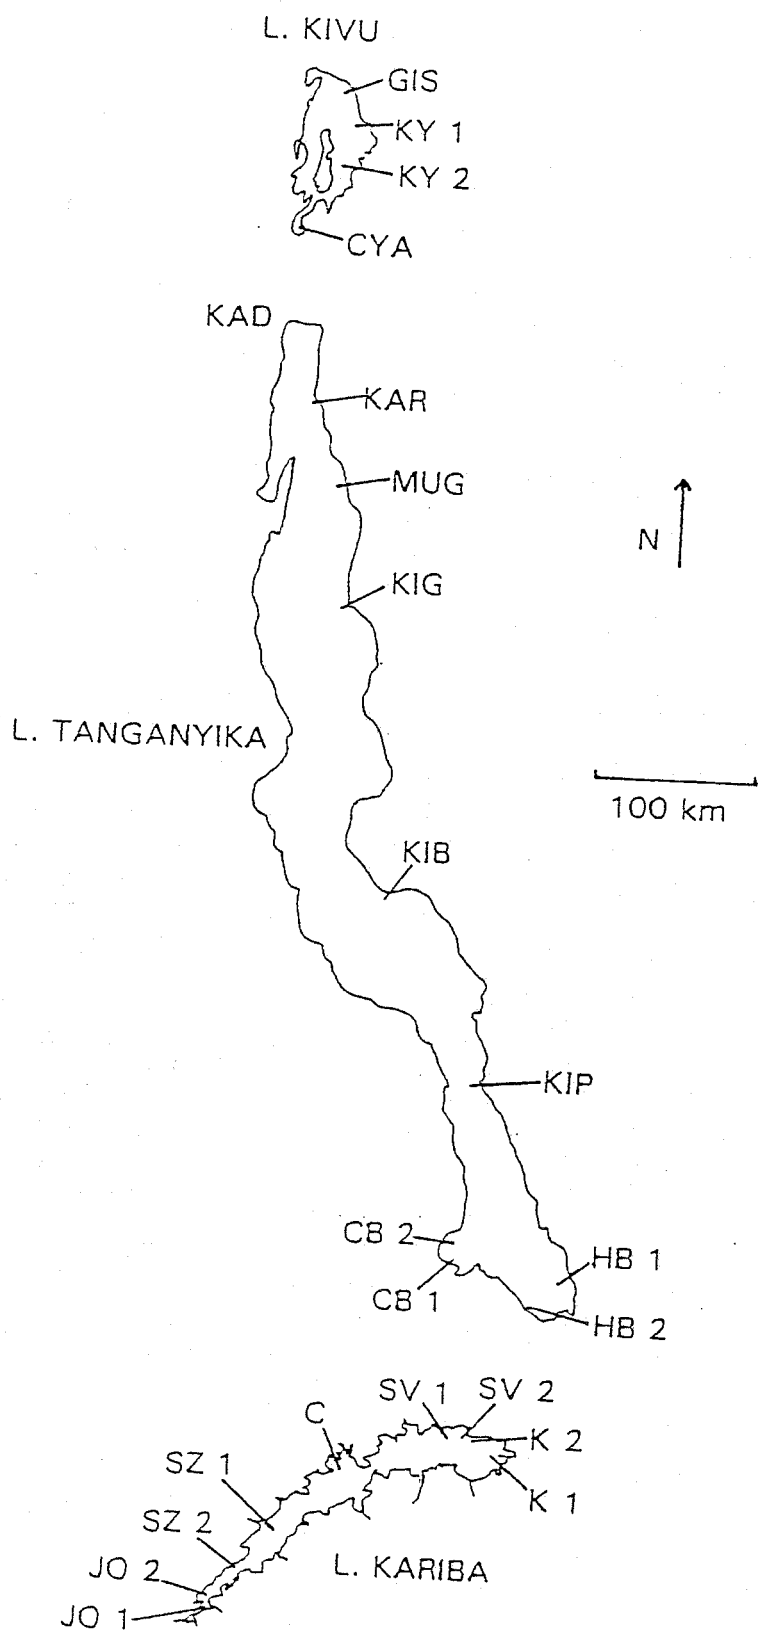 L. KIVU
GIS
KY 1
KY 2
CYA
KAD
KAR
MUG
N
KIG
L. TANGANYIKA
100 km
KIB
KIP
CB 2
HB 1
CB 1
HB 2
SV 1
SV 2
C
K 2
SZ 1
K 1
SZ 2
JO 2
L. KARIBA
JO 1